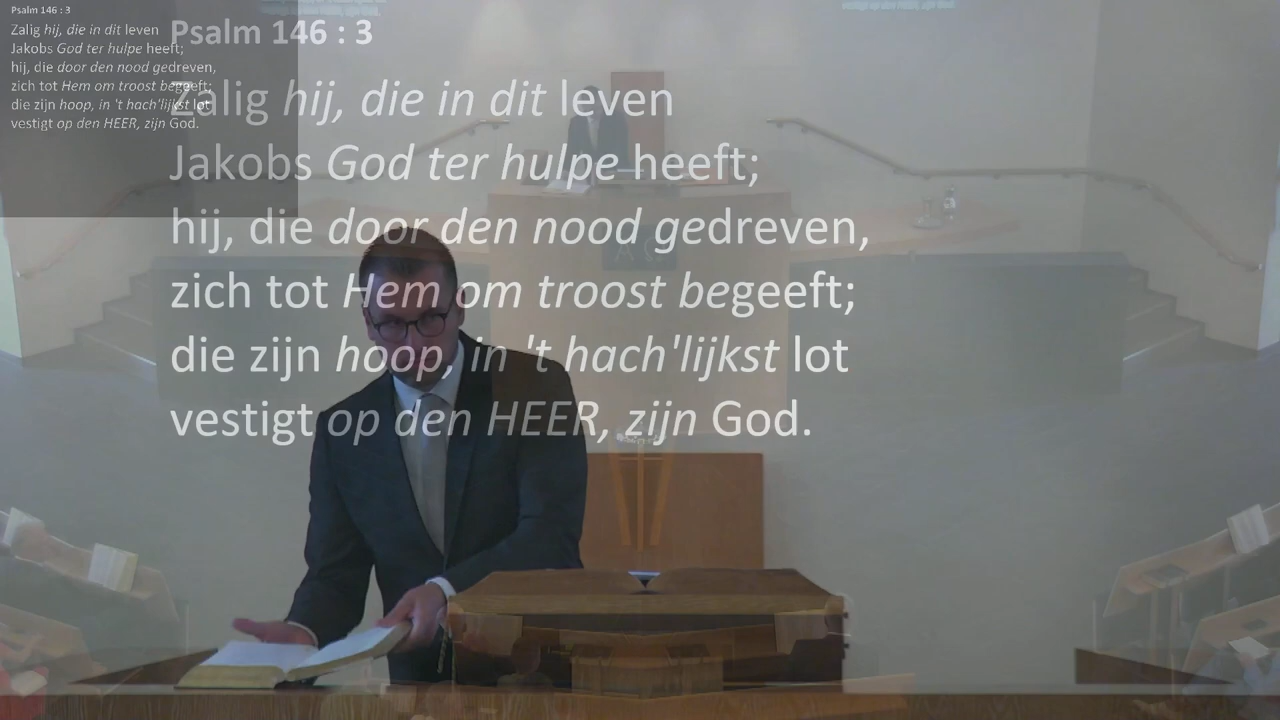 Psalm 146 : 3
Zalig hij, die in dit leven
Jakobs God ter hulpe heeft;
hij, die door den nood gedreven,
zich tot Hem om troost begeeft;
die zijn hoop, in 't hach'lijkst lot
vestigt op den HEER, zijn God.
Psalm 146 : 3
Zalig hij, die in dit leven
Jakobs God ter hulpe heeft;
hij, die door den nood gedreven,
zich tot Hem om troost begeeft;
die zijn hoop, in 't hach'lijkst lot
vestigt op den HEER, zijn God.